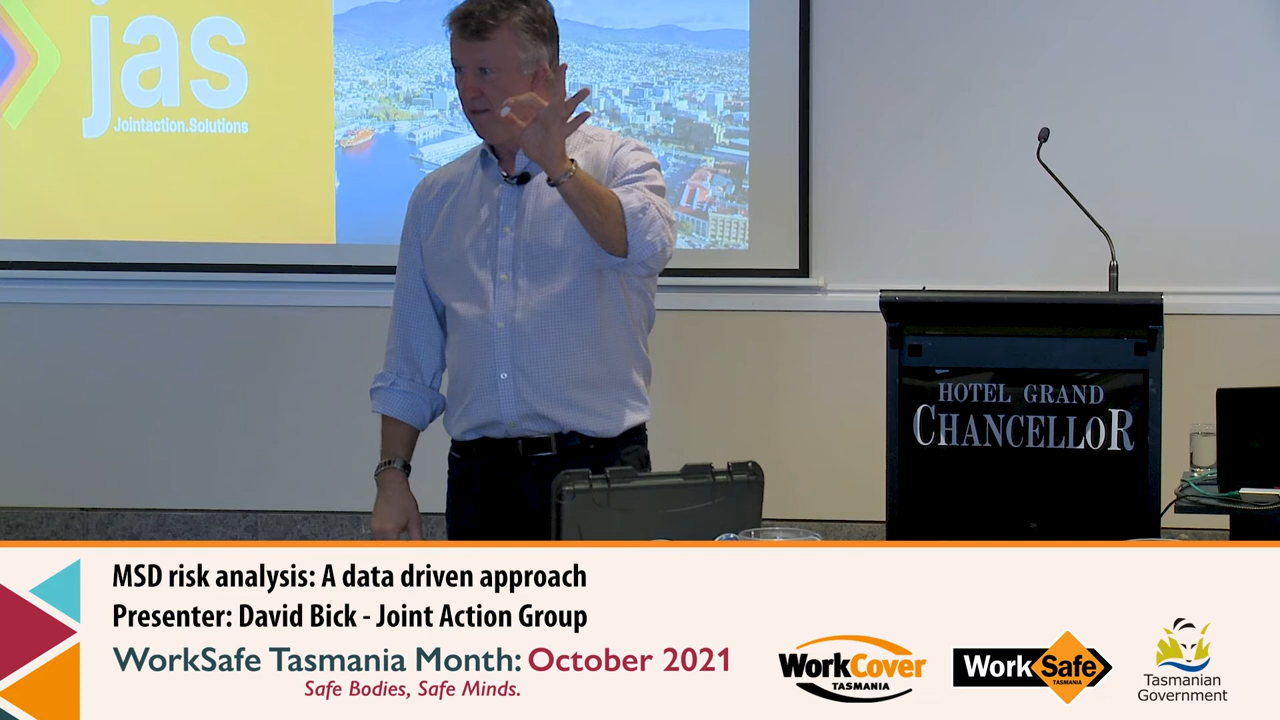 jas
Jointaction.Solutions
HOTEL GRAND
CHANCELLOR
MSD risk analysis: A data driven approach
Presenter: David Bick - Joint Action Group
WorkSafe Tasmania Month: October 2021
Safe Bodies, Safe Minds.
WorkCover
TASMANIA
WorkSafe
TASMANIA
Tasmanian
Government